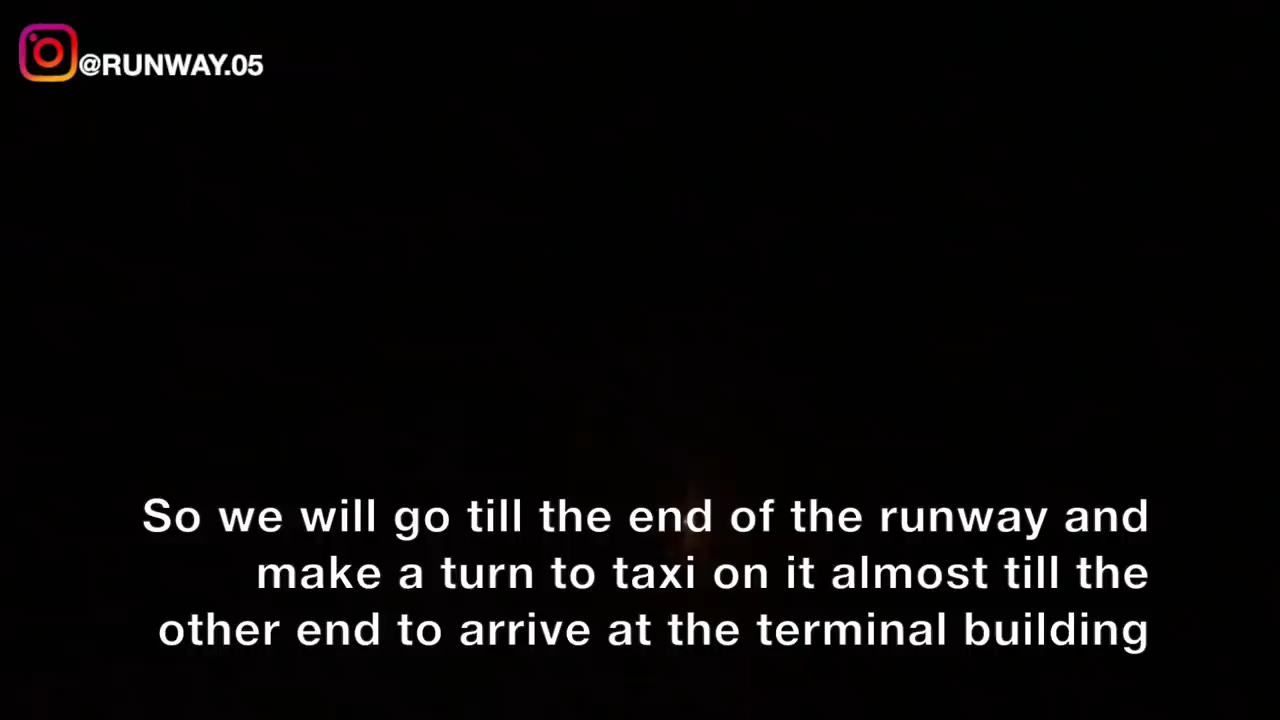 @RUNWAY.05
So we will go till the end of the runway and
make a turn to taxi on it almost till the
other end to arrive at the terminal building